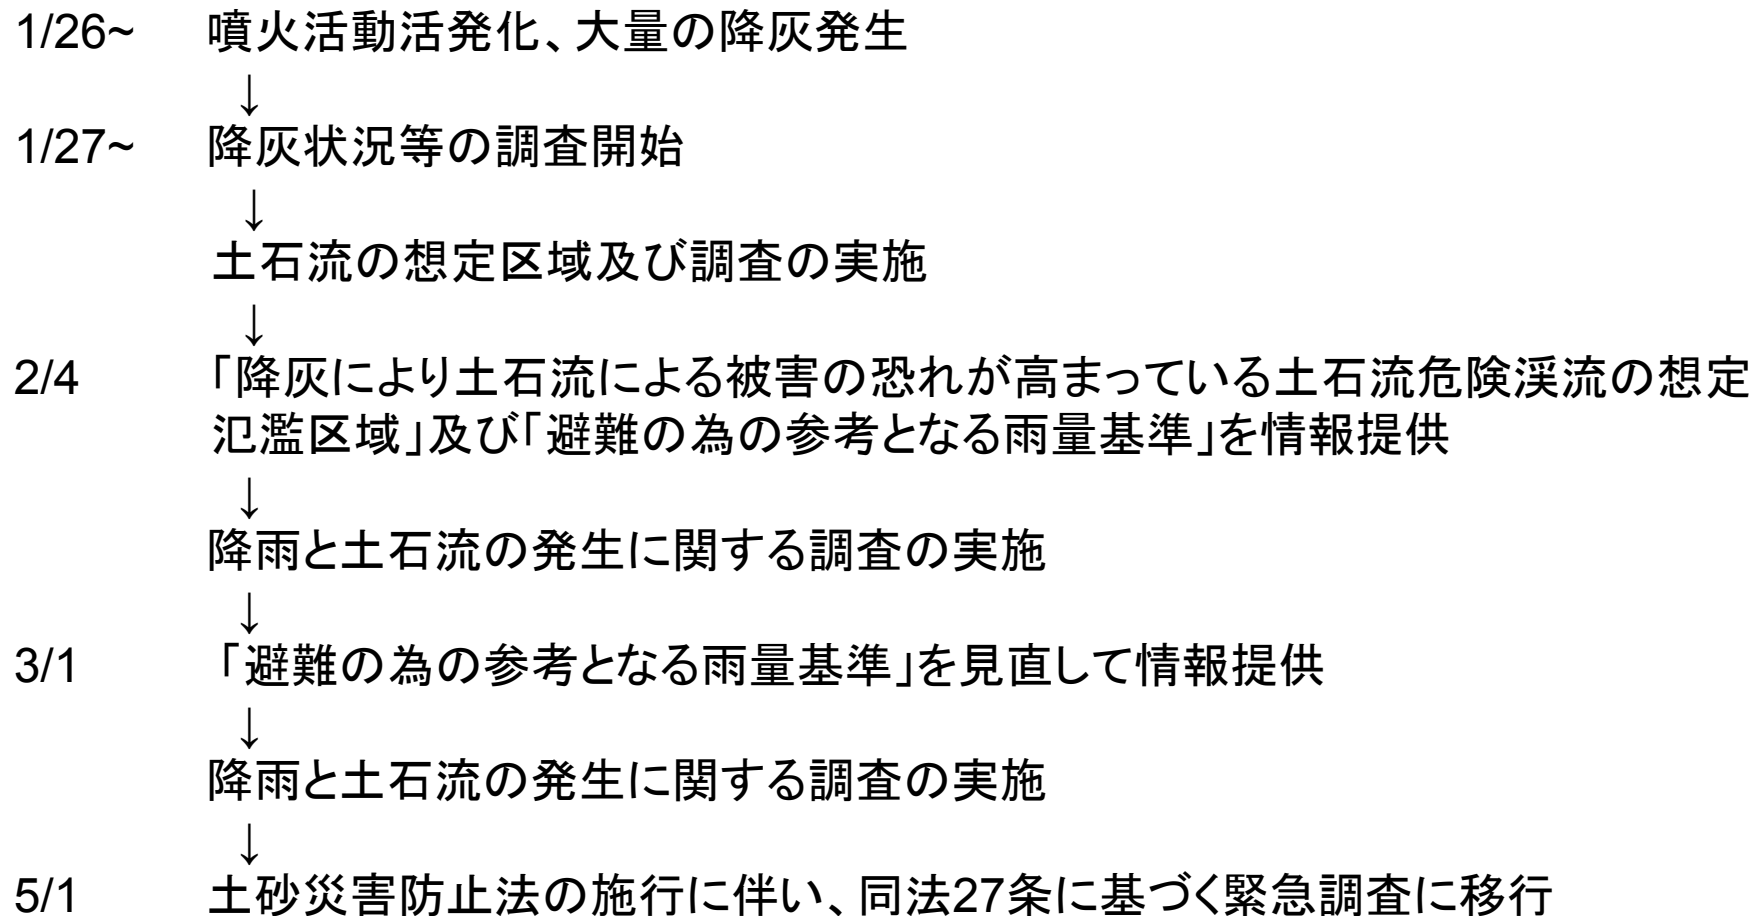 1/26~ 噴火活動活発化、大量の降灰発生
↓
1/27~ 降灰状況等の調査開始
↓
土石流の想定区域及び調査の実施
↓
2/4 「降灰により土石流による被害の恐れが高まっている土石流危険渓流の想定
氾濫区域」及び「避難の為の参考となる雨量基準」を情報提供
↓
降雨と土石流の発生に関する調査の実施
↓
3/1 「避難の為の参考となる雨量基準」を見直して情報提供
↓
降雨と土石流の発生に関する調査の実施
↓
5/1 土砂災害防止法の施行に伴い、同法27条に基づく緊急調査に移行